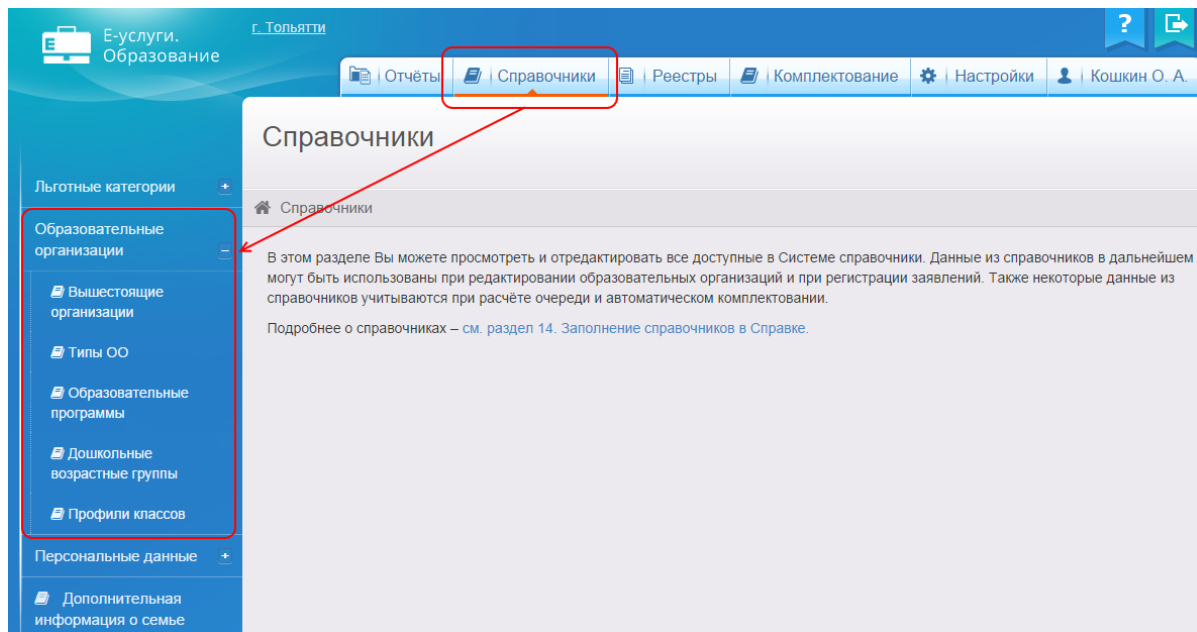 Е-услуги.
Образование
г. Тольятти
?
Отчёты
Справочники
Реестры
Комплектование
Настройки
Кошкин О. А.
Справочники
Справочники
В этом разделе Вы можете просмотреть и отредактировать все доступные в Системе справочники. Данные из справочников в дальнейшем
могут быть использованы при редактировании образовательных организаций и при регистрации заявлений. Также некоторые данные из
справочников учитываются при расчёте очереди и автоматическом комплектовании.
Подробнее о справочниках – см. раздел 14. Заполнение справочников в Справке.
Льготные категории
Образовательные
организации
Вышестоящие
организации
Типы ОО
Образовательные
программы
Дошкольные
возрастные группы
Профили классов
Персональные данные
Дополнительная
информация о семье